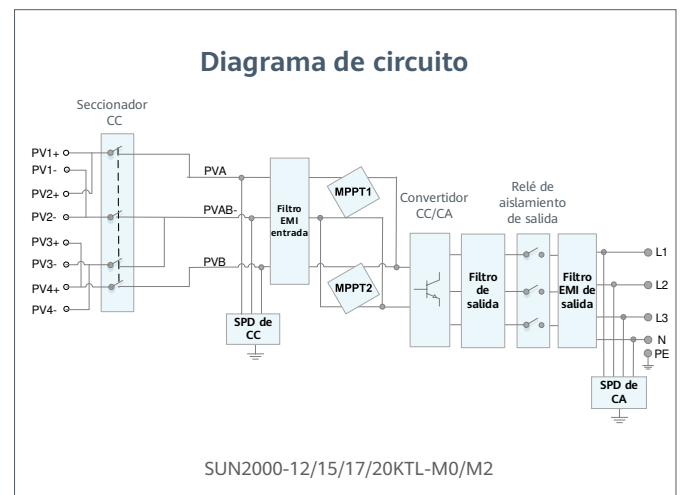 Diagrama de circuito
Seccionador
CC
PV1+
PV1-
PV2+
PV2-
PV3+
PV3-
PV4+
PV4-
PVA
PVAB-
PVB
SPD de
CC
Filtro
EMI
entrada
MPPT1
MPPT2
Convertidor
CC/CA
Filtro
de
salida
Relé de
aislamiento
de salida
Filtro
EMI de
salida
L1
L2
L3
N
PE
SPD de
CA
SUN2000-12/15/17/20KTL-M0/M2